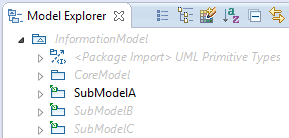 Model Explorer
InformationModel
<Package Import> UML Primitive Types
CoreModel
SubModelA
SubModelB
SubModelC